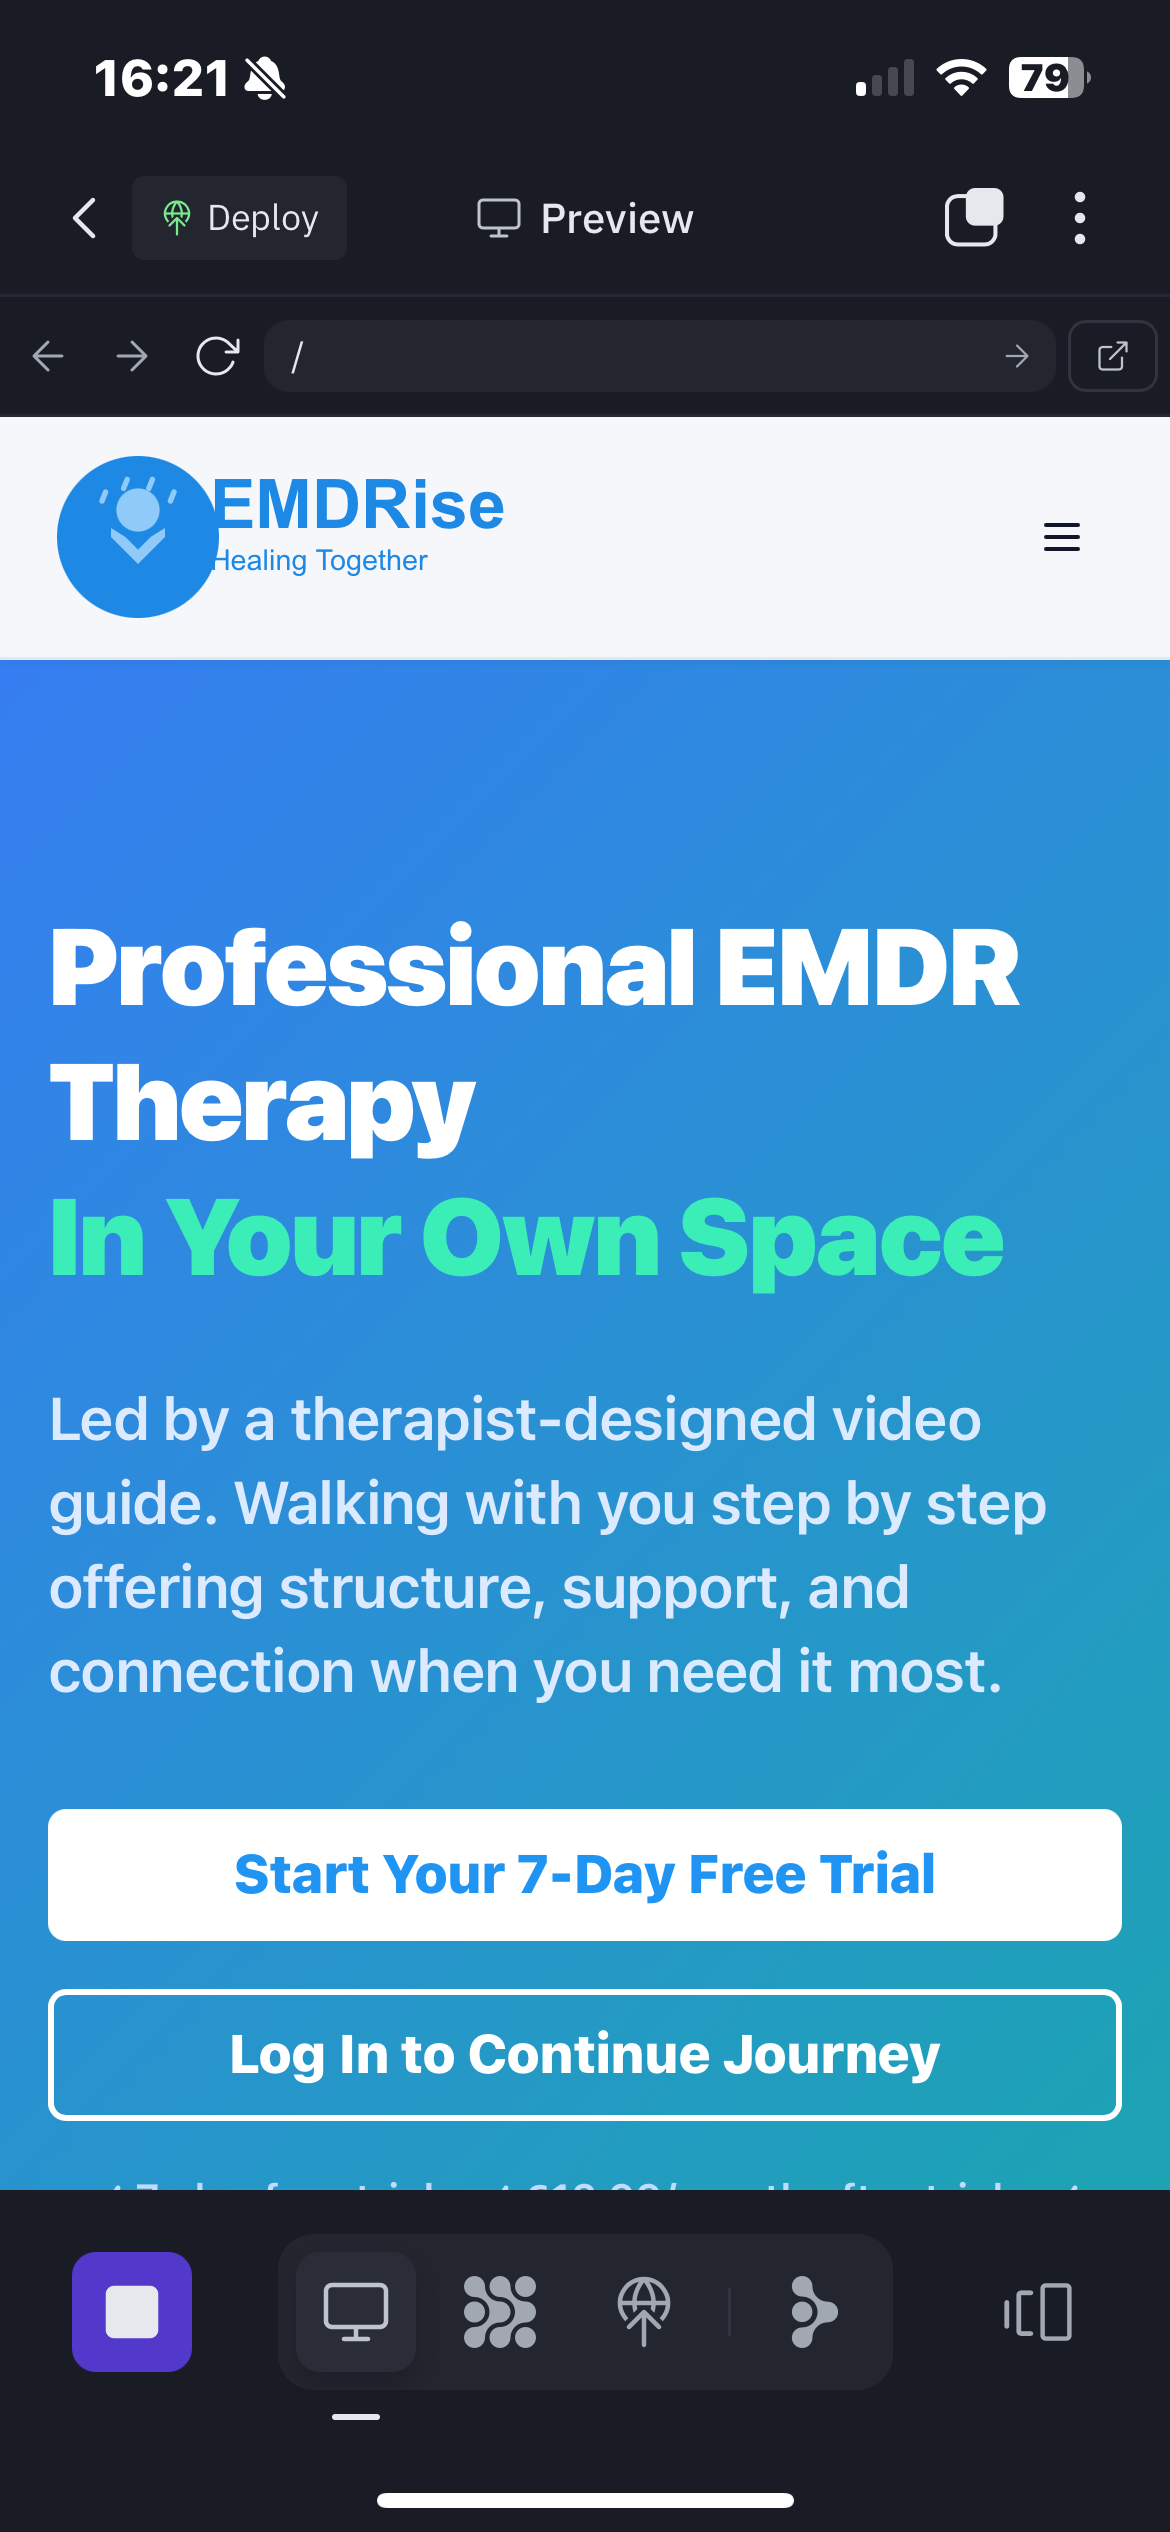 16:21
79
Deploy
Preview
/
EMDRise
Healing Together
Professional EMDR
Therapy
In Your Own Space
Led by a therapist-designed video
guide. Walking with you step by step
offering structure, support, and
connection when you need it most.
Start Your 7-Day Free Trial
Log In to Continue Journey